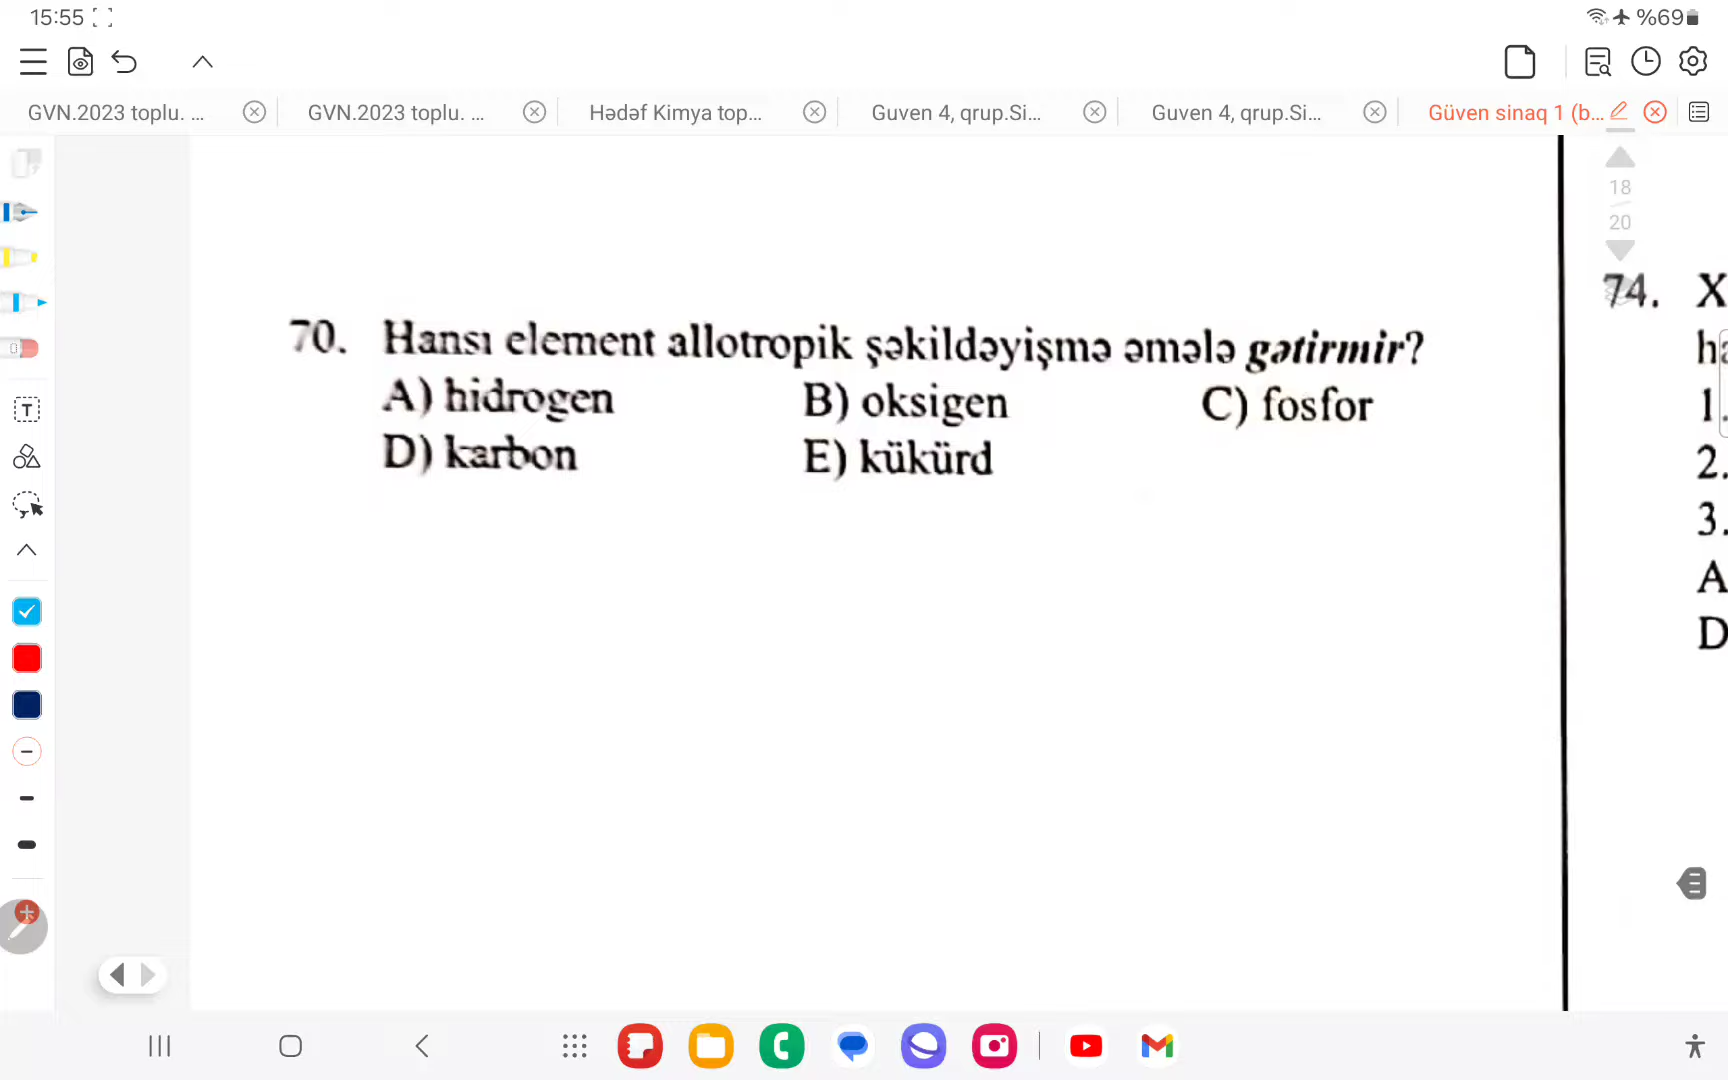 15:55
%69
GVN.2023 toplu. ...
GVN.2023 toplu. ...
Hədəf Kimya top...
Guven 4, qrup.Si...
Guven 4, qrup.Si...
Güven sinaq 1 (b...
18
20
70. Hansı element allotropik şəkildəyişmə əmələ gətirmir?
A) hidrogen B) oksigen C) fosfor
D) karbon E) kükürd
74. X
1.
2.
3.
A
D